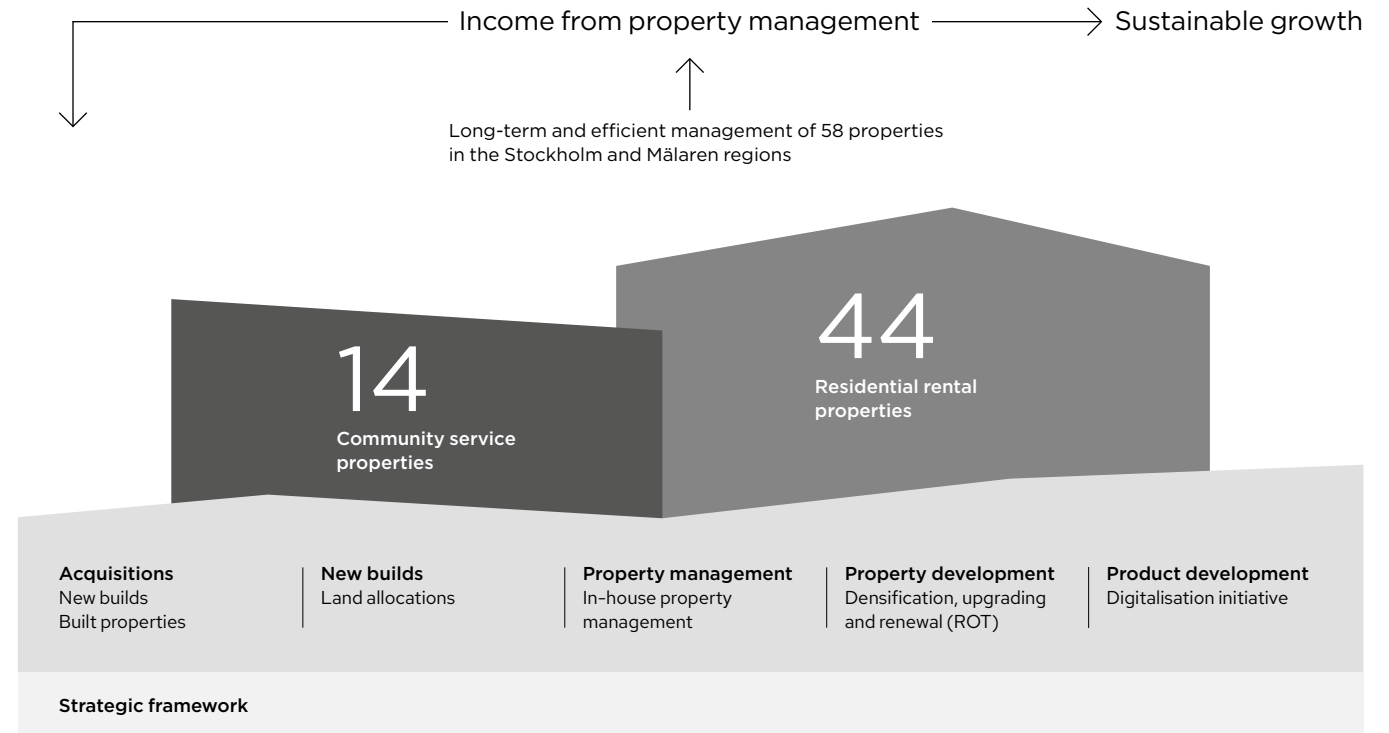 Income from property management
Sustainable growth
Long-term and efficient management of 58 properties
in the Stockholm and Mälaren regions
14
Community service
properties
44
Residential rental
properties
Acquisitions
New builds
Built properties
New builds
Land allocations
Property management
In-house property
management
Property development
Densification, upgrading
and renewal (ROT)
Product development
Digitalisation initiative
Strategic framework